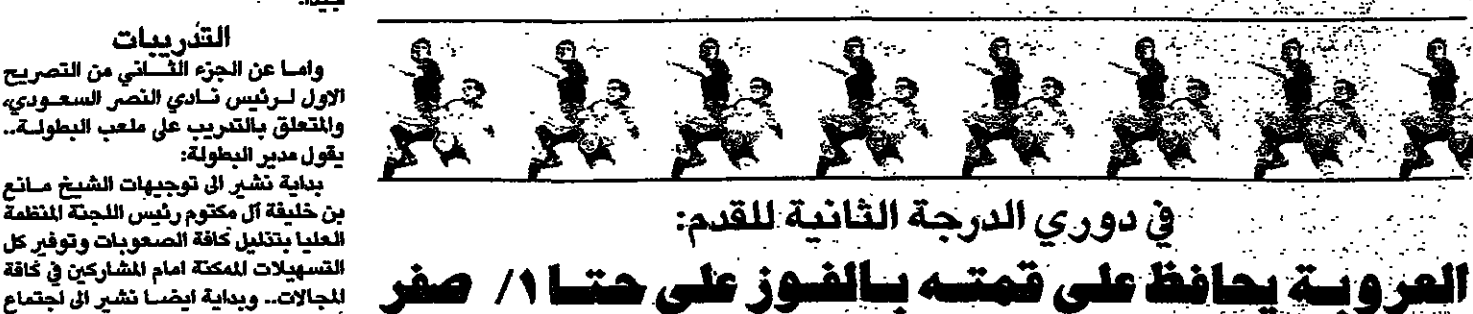 في دوري الدرجة الثانية للقدم:
العروبة يحافظ على قمته بالفوز على حتا ١/ صفر
جيدا.
التدريبات
واما عن الجزء الثاني من التصريح
الاول لرئيس نادي النصر السعودي،
والمتعلق بالتدريب على ملعب البطولة..
يقول مدير البطولة:
بداية نشير الى توجيهات الشيخ مانع
بن خليفة آل مكتوم رئيس اللجنة المنظمة
العليا بتذليل كافة الصعوبات وتوفير كل
التسهيلات الممكنة امام المشاركين في كافة
المجالات.. وبداية ايضا نشير الى اجتماع